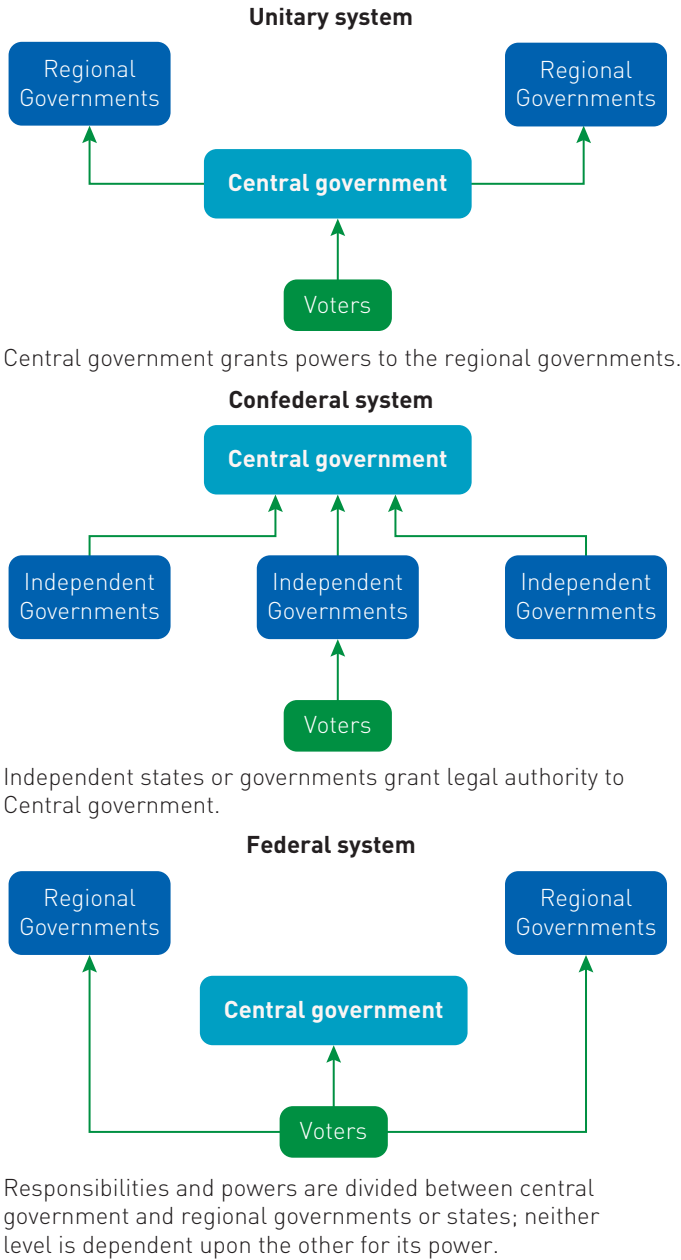 Unitary system
Regional
Governments
Regional
Governments
Central government
Voters
Central government grants powers to the regional governments.
Confederal system
Central government
Independent
Governments
Independent
Governments
Independent
Governments
Voters
Independent states or governments grant legal authority to
Central government.
Federal system
Regional
Governments
Regional
Governments
Central government
Voters
Responsibilities and powers are divided between central
government and regional governments or states; neither
level is dependent upon the other for its power.